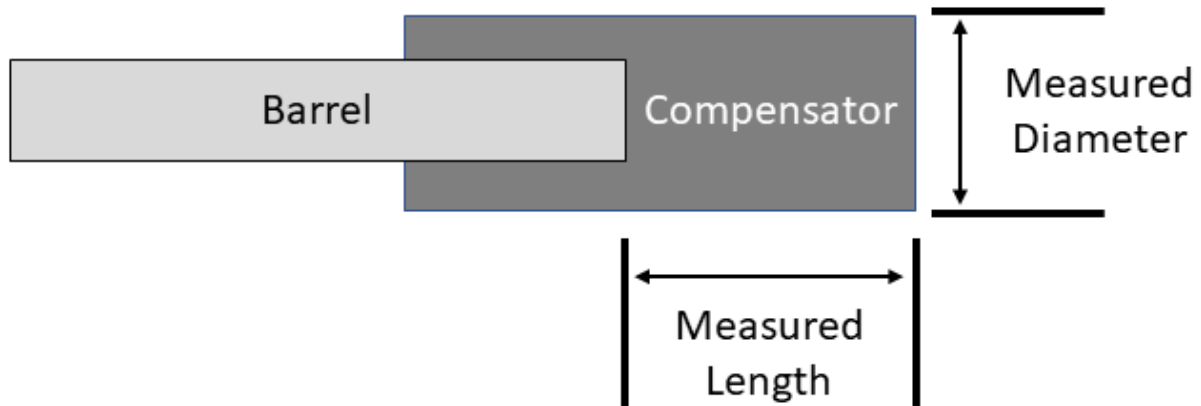 Barrel
Compensator
Measured
Diameter
Measured
Length